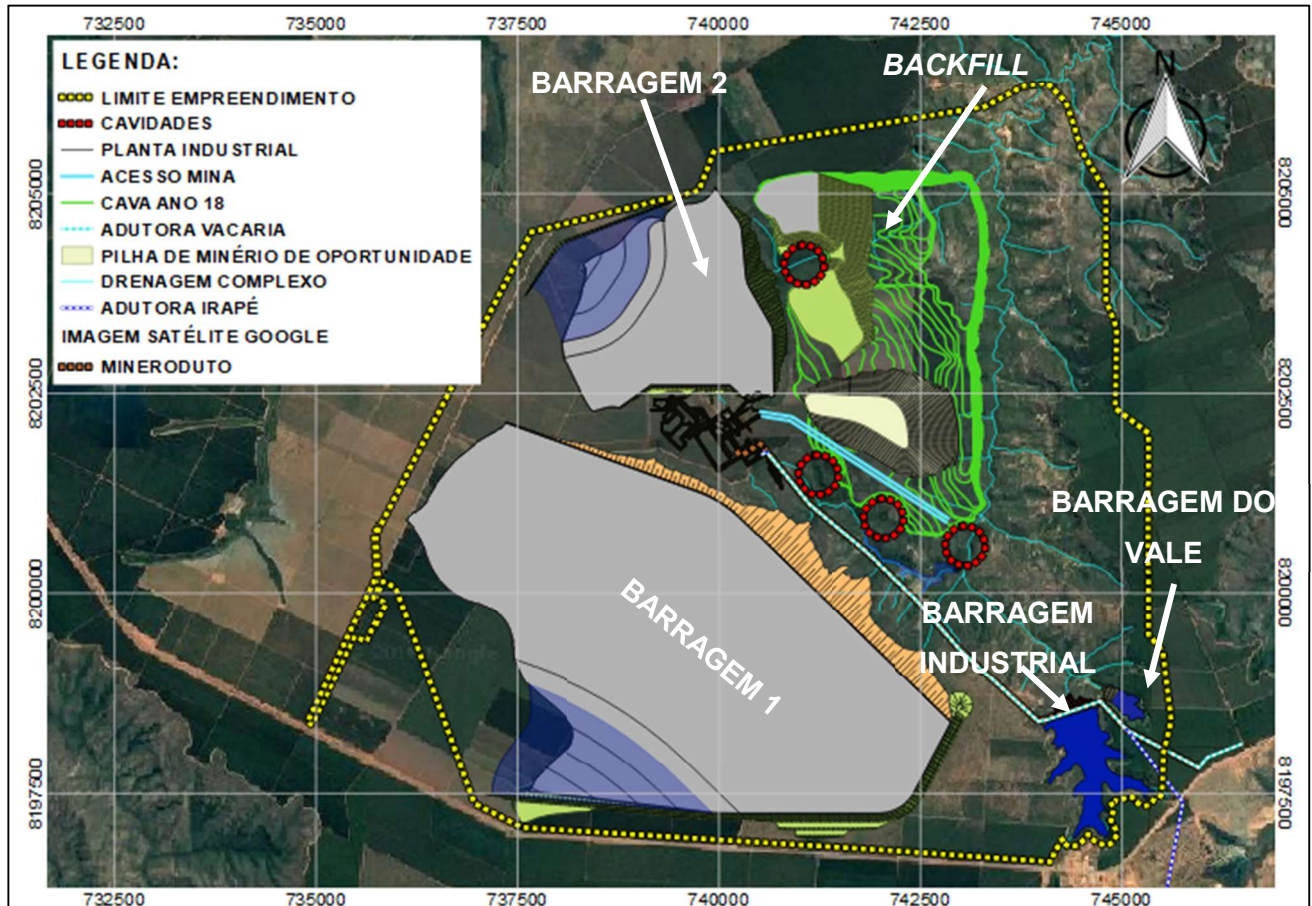 732500 735000 737500 740000 742500 745000
LEGENDA:
LIMITE EMPREENDIMENTO
CAVIDADES
PLANTA INDUSTRIAL
ACESSO MINA
CAVA ANO 18
ADUTORA VACARIA
PILHA DE MINÉRIO DE OPORTUNIDADE
DRENAGEM COMPLEXO
ADUTORA IRAPÉ
IMAGEM SATÉLITE GOOGLE
MINERODUTO
BARRAGEM 2
BACKFILL
N
8205000
8202500
8200000
8197500
8205000
8202500
8200000
8197500
BARRAGEM DO
VALE
BARRAGEM
INDUSTRIAL
BARRAGEM 1
732500 735000 737500 740000 742500 745000